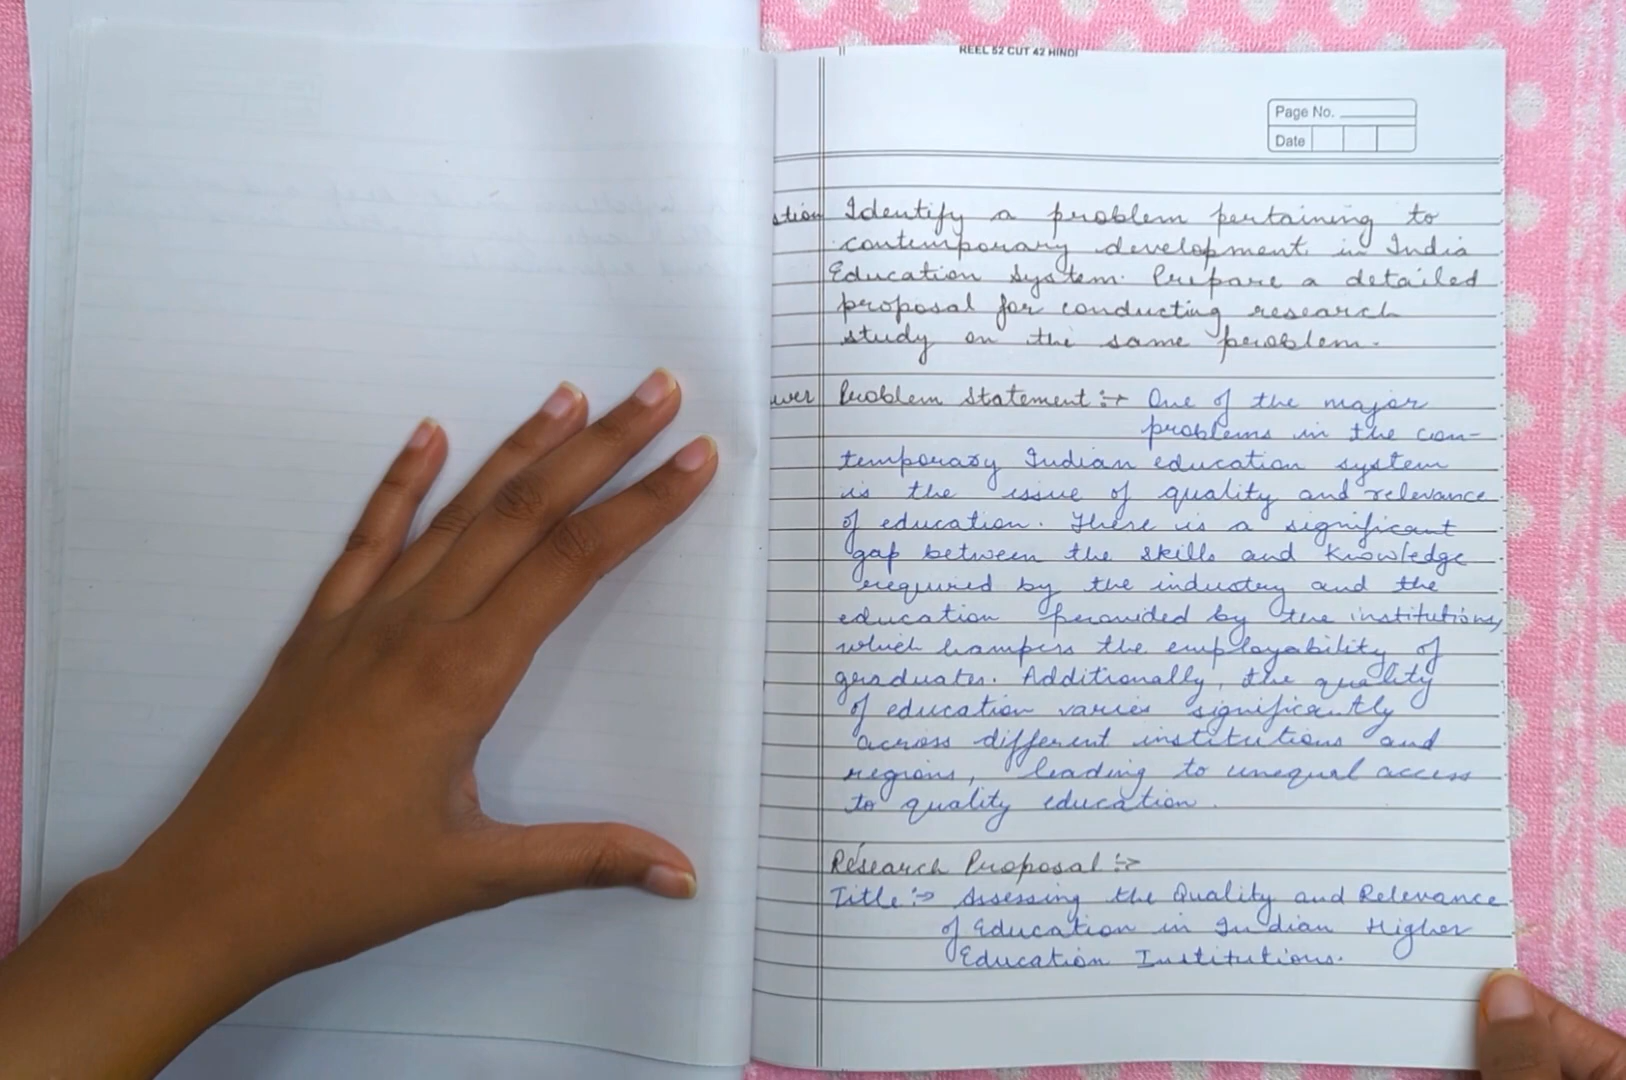 REEL 52 CUT 42 HINDI
Page No.
Date
stion Identify a problem pertaining to
contemporary development in India
Education System. Prepare a detailed
proposal for conducting research
study on the same problem.
wer Problem Statement :→ One of the major
problems in the con-
temporary Indian education system
is the issue of quality and relevance
of education. There is a significant
gap between the skills and knowledge
required by the industry and the
education provided by the institutions,
which hampers the employability of
graduates. Additionally, the quality
of education varies significantly
across different institutions and
regions, leading to unequal access
to quality education.
Research Proposal :→
Title :→ Assessing the Quality and Relevance
of Education in Indian Higher
Education Institutions.